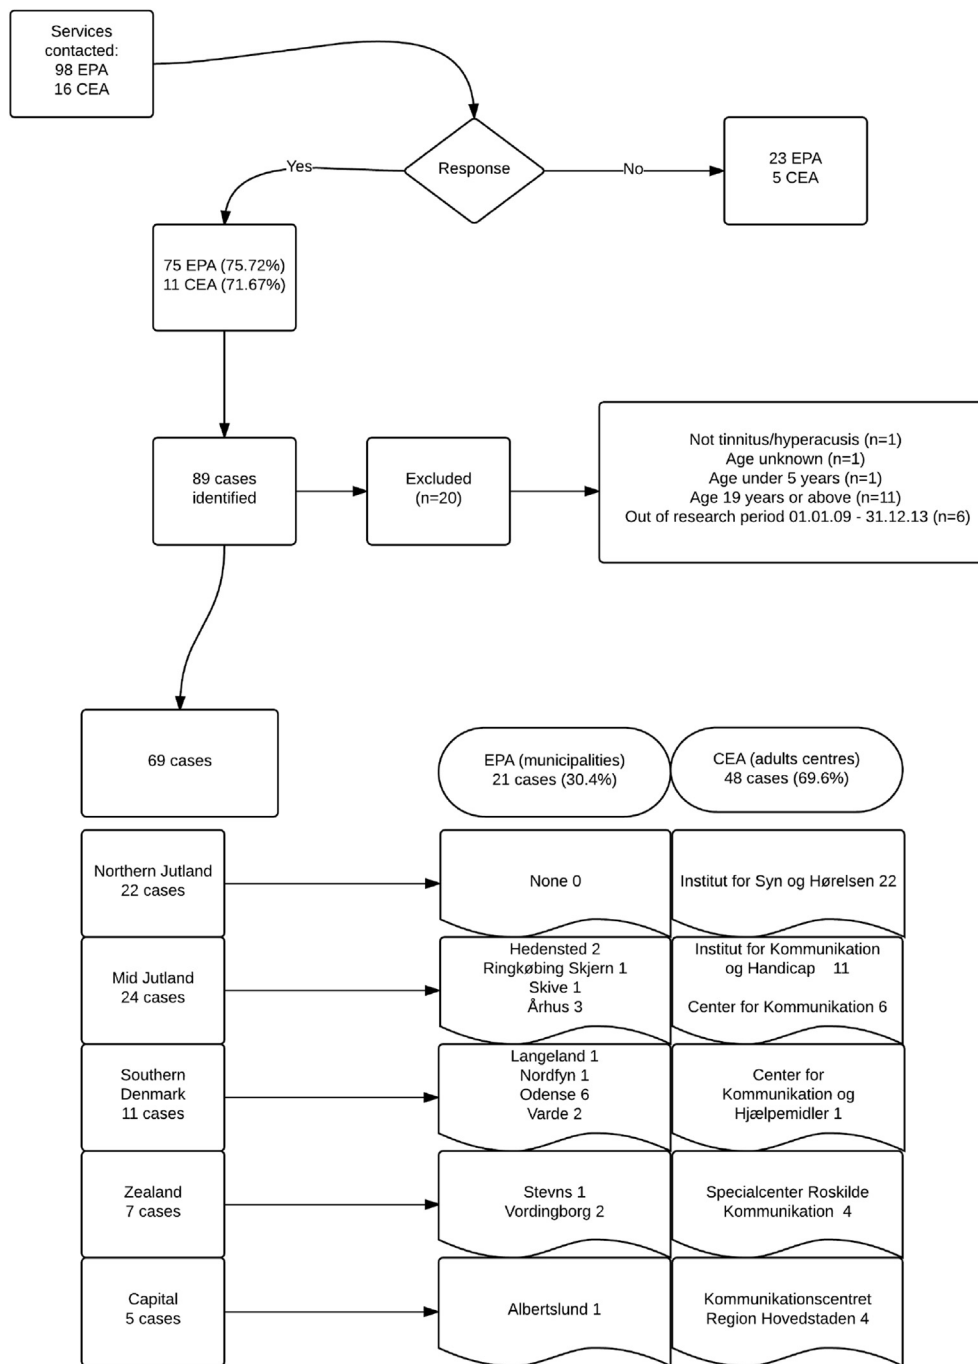 Services
contacted:
98 EPA
16 CEA
Response
Yes
No
23 EPA
5 CEA
75 EPA (75.72%)
11 CEA (71.67%)
89 cases
identified
Excluded
(n=20)
Not tinnitus/hyperacusis (n=1)
Age unknown (n=1)
Age under 5 years (n=1)
Age 19 years or above (n=11)
Out of research period 01.01.09 - 31.12.13 (n=6)
69 cases
EPA (municipalities)
21 cases (30.4%)
CEA (adults centres)
48 cases (69.6%)
Northern Jutland
22 cases
None 0
Institut for Syn og Hørelsen 22
Mid Jutland
24 cases
Hedensted 2
Ringkøbing Skjern 1
Skive 1
Århus 3
Institut for Kommunikation
og Handicap 11
Center for Kommunikation 6
Southern
Denmark
11 cases
Langeland 1
Nordfyn 1
Odense 6
Varde 2
Center for
Kommunikation og
Hjælpemidler 1
Zealand
7 cases
Stevns 1
Vordingborg 2
Specialcenter Roskilde
Kommunikation 4
Capital
5 cases
Albertslund 1
Kommunikationscentret
Region Hovedstaden 4